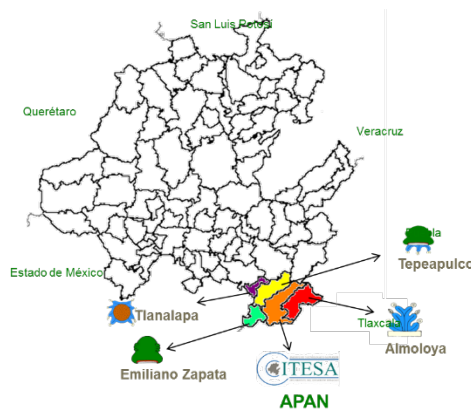 San Luis Potosí
Querétaro
Veracruz
Tepeapulco
Estado de México
Tlanalapa
Tlaxcala
Almoloya
Emiliano Zapata
ITESA
APAN